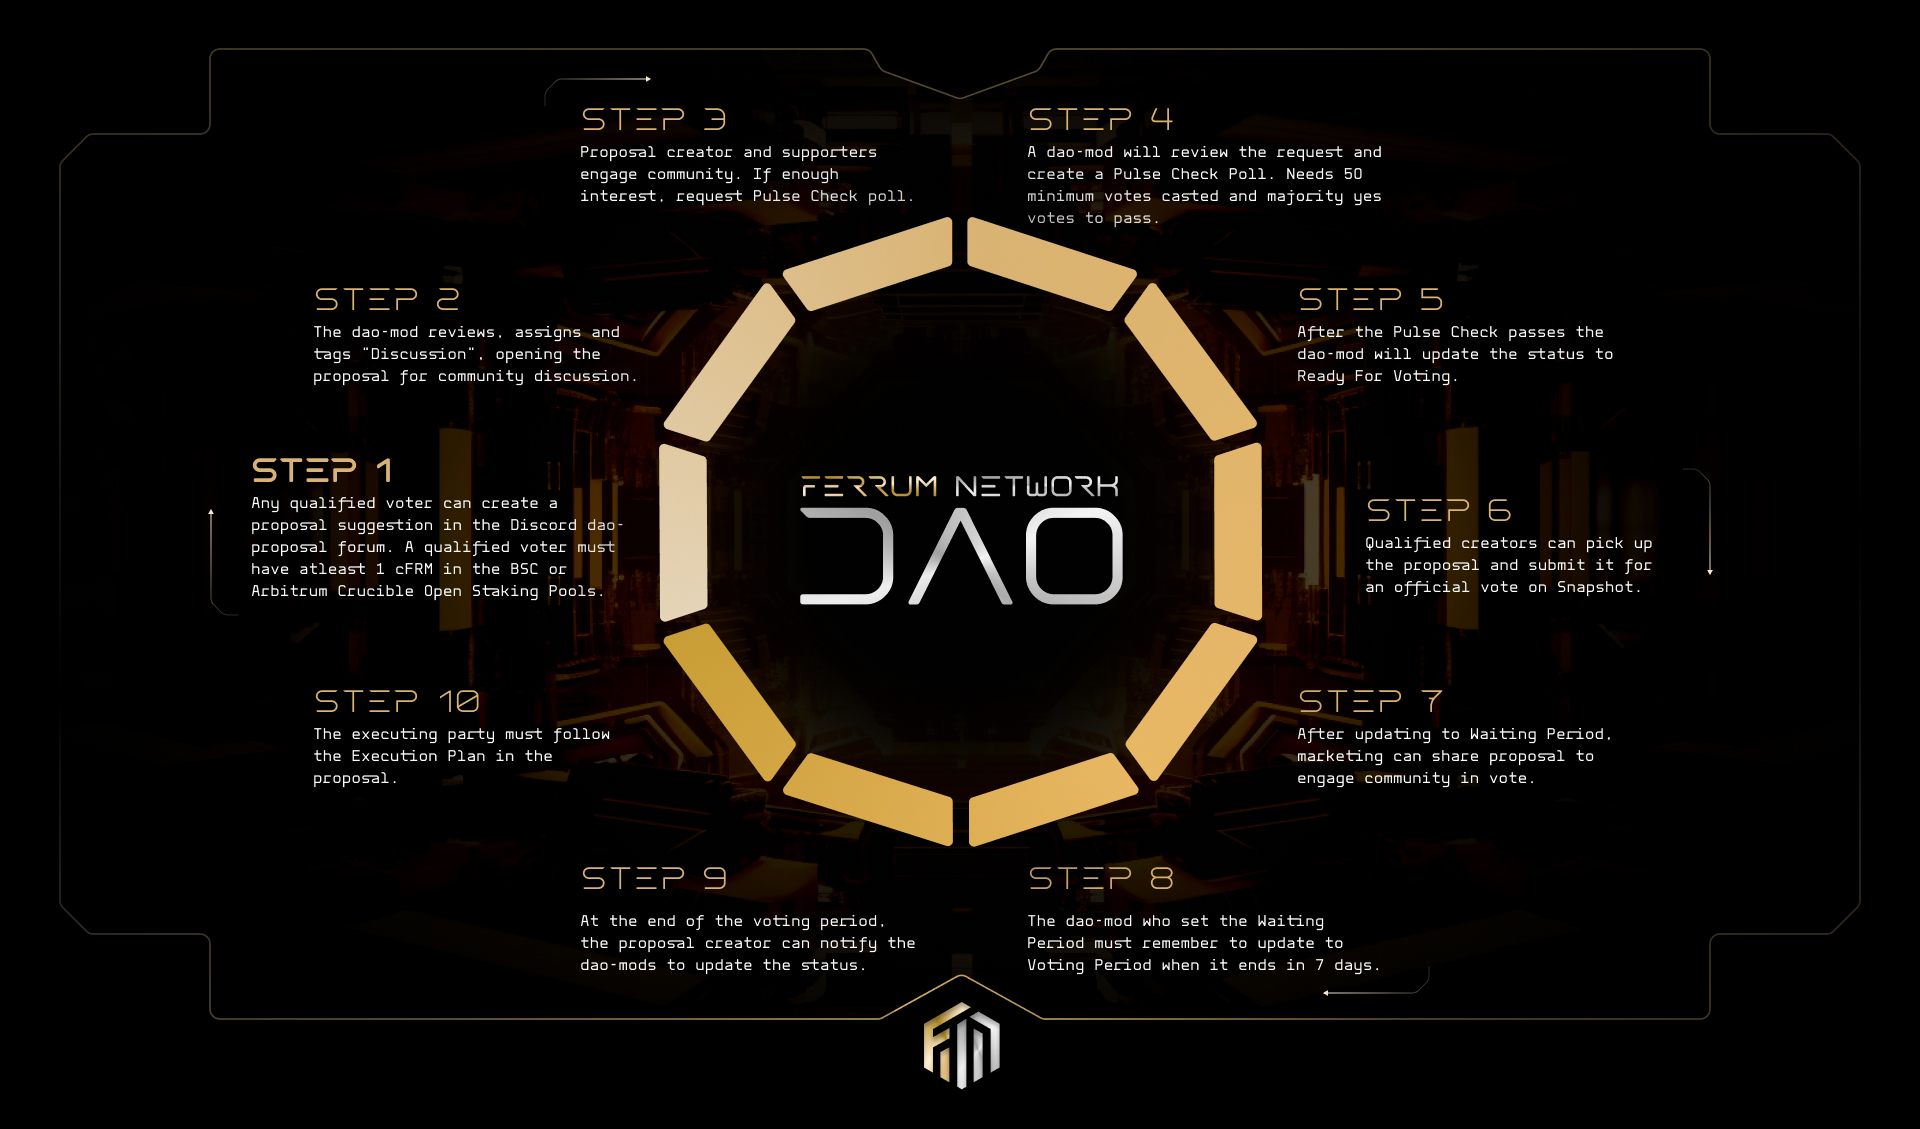 STEP 1
Any qualified voter can create a
proposal suggestion in the Discord dao-
proposal forum. A qualified voter must
have atleast 1 cFRM in the BSC or
Arbitrum Crucible Open Staking Pools.
STEP 2
The dao-mod reviews, assigns and
tags "Discussion", opening the
proposal for community discussion.
STEP 3
Proposal creator and supporters
engage community. If enough
interest, request Pulse Check poll.
STEP 4
A dao-mod will review the request and
create a Pulse Check Poll. Needs 50
minimum votes casted and majority yes
votes to pass.
STEP 5
After the Pulse Check passes the
dao-mod will update the status to
Ready For Voting.
STEP 6
Qualified creators can pick up
the proposal and submit it for
an official vote on Snapshot.
STEP 7
After updating to Waiting Period,
marketing can share proposal to
engage community in vote.
STEP 8
The dao-mod who set the Waiting
Period must remember to update to
Voting Period when it ends in 7 days.
STEP 9
At the end of the voting period,
the proposal creator can notify the
dao-mods to update the status.
STEP 10
The executing party must follow
the Execution Plan in the
proposal.
FERRUM NETWORK
DAO